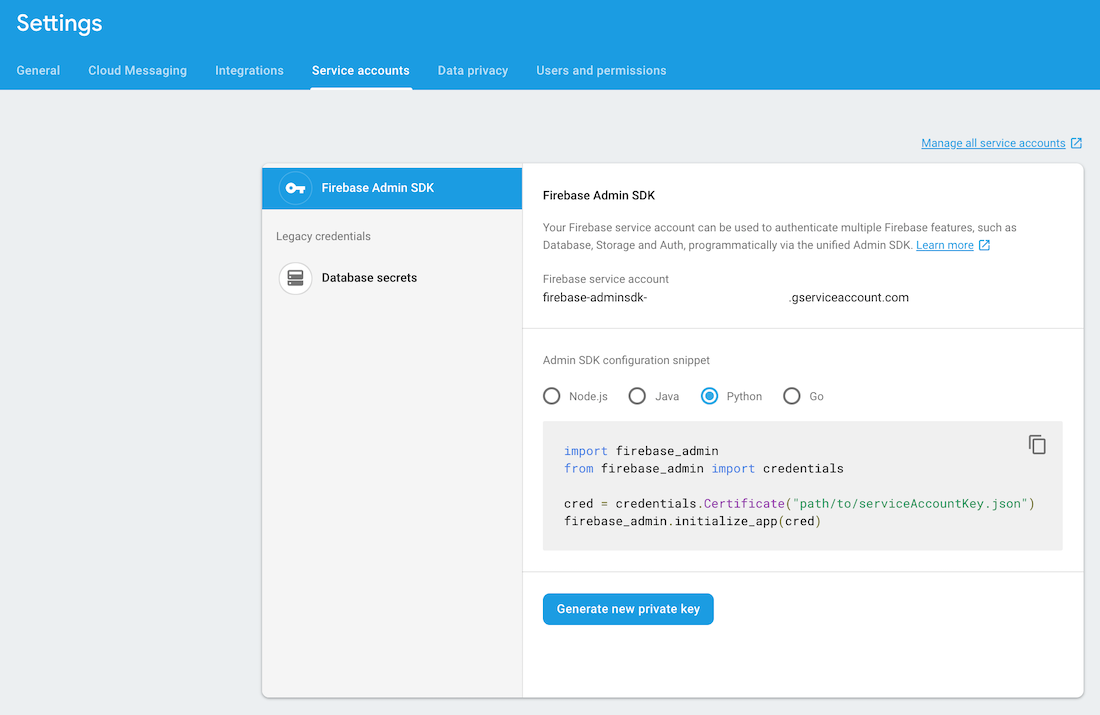 Settings
General Cloud Messaging Integrations Service accounts Data privacy Users and permissions
Manage all service accounts
Firebase Admin SDK
Legacy credentials
Database secrets
Firebase Admin SDK
Your Firebase service account can be used to authenticate multiple Firebase features, such as
Database, Storage and Auth, programmatically via the unified Admin SDK. Learn more
Firebase service account
firebase-adminsdk- .gserviceaccount.com
Admin SDK configuration snippet
Node.js Java Python Go
import firebase_admin
from firebase_admin import credentials
cred = credentials.Certificate("path/to/serviceAccountKey.json")
firebase_admin.initialize_app(cred)
Generate new private key